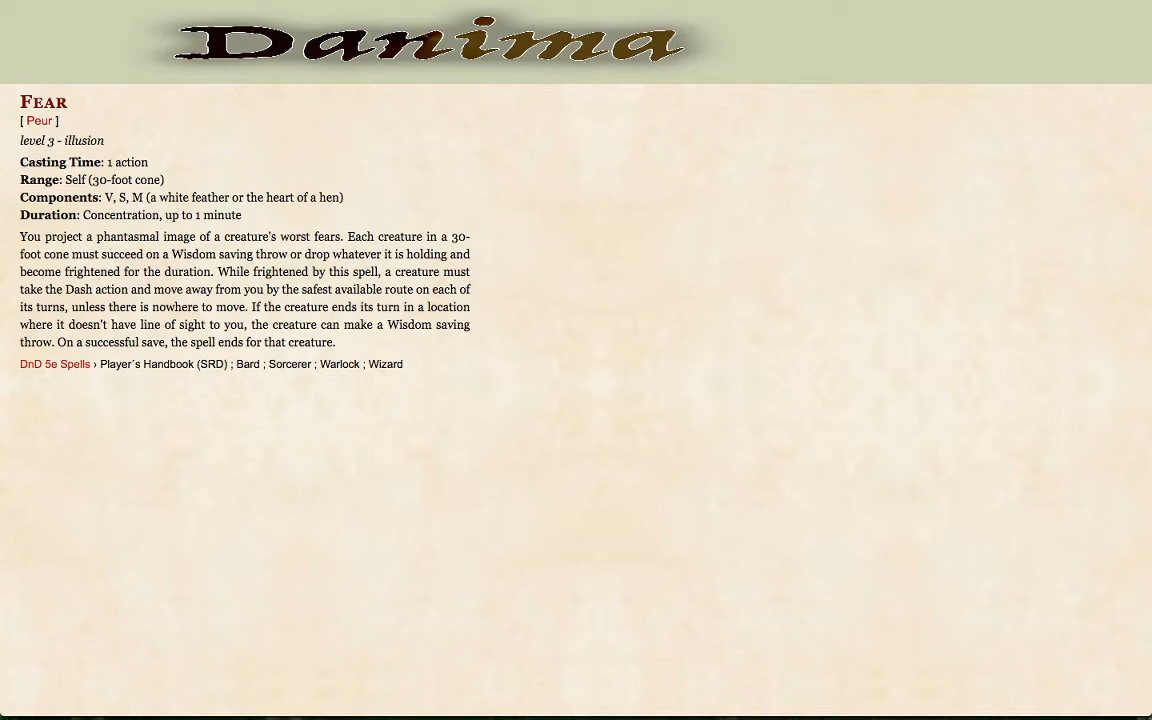 Danima
FEAR
[ Peur ]
level 3 - illusion
Casting Time: 1 action
Range: Self (30-foot cone)
Components: V, S, M (a white feather or the heart of a hen)
Duration: Concentration, up to 1 minute
You project a phantasmal image of a creature's worst fears. Each creature in a 30-
foot cone must succeed on a Wisdom saving throw or drop whatever it is holding and
become frightened for the duration. While frightened by this spell, a creature must
take the Dash action and move away from you by the safest available route on each of
its turns, unless there is nowhere to move. If the creature ends its turn in a location
where it doesn't have line of sight to you, the creature can make a Wisdom saving
throw. On a successful save, the spell ends for that creature.
DnD 5e Spells › Player´s Handbook (SRD) ; Bard ; Sorcerer ; Warlock ; Wizard